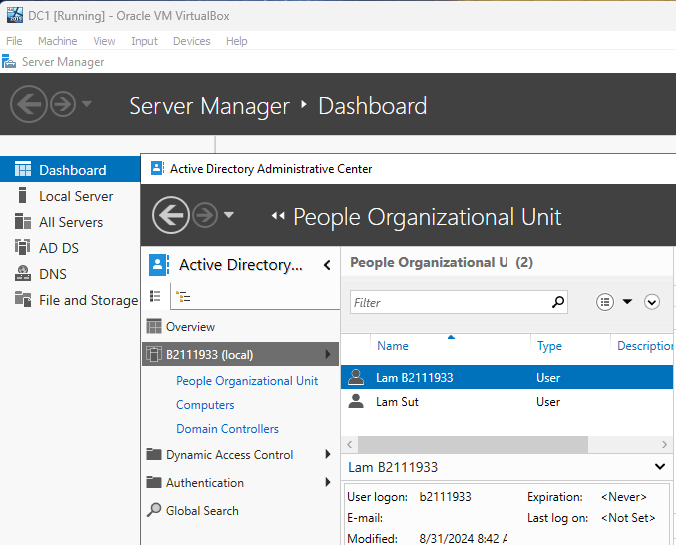 DC1 [Running] - Oracle VM VirtualBox
File Machine View Input Devices Help
Server Manager
Server Manager Dashboard
Dashboard
Local Server
All Servers
AD DS
DNS
File and Storage
Active Directory Administrative Center
People Organizational Unit
Active Directory...
Overview
B2111933 (local)
People Organizational Unit
Computers
Domain Controllers
Dynamic Access Control
Authentication
Global Search
People Organizational U (2)
Filter
Name Type Description
Lam B2111933 User
Lam Sut User
Lam B2111933
User logon: b2111933 Expiration: <Never>
E-mail: Last log on: <Not Set>
Modified: 8/31/2024 8:42 A